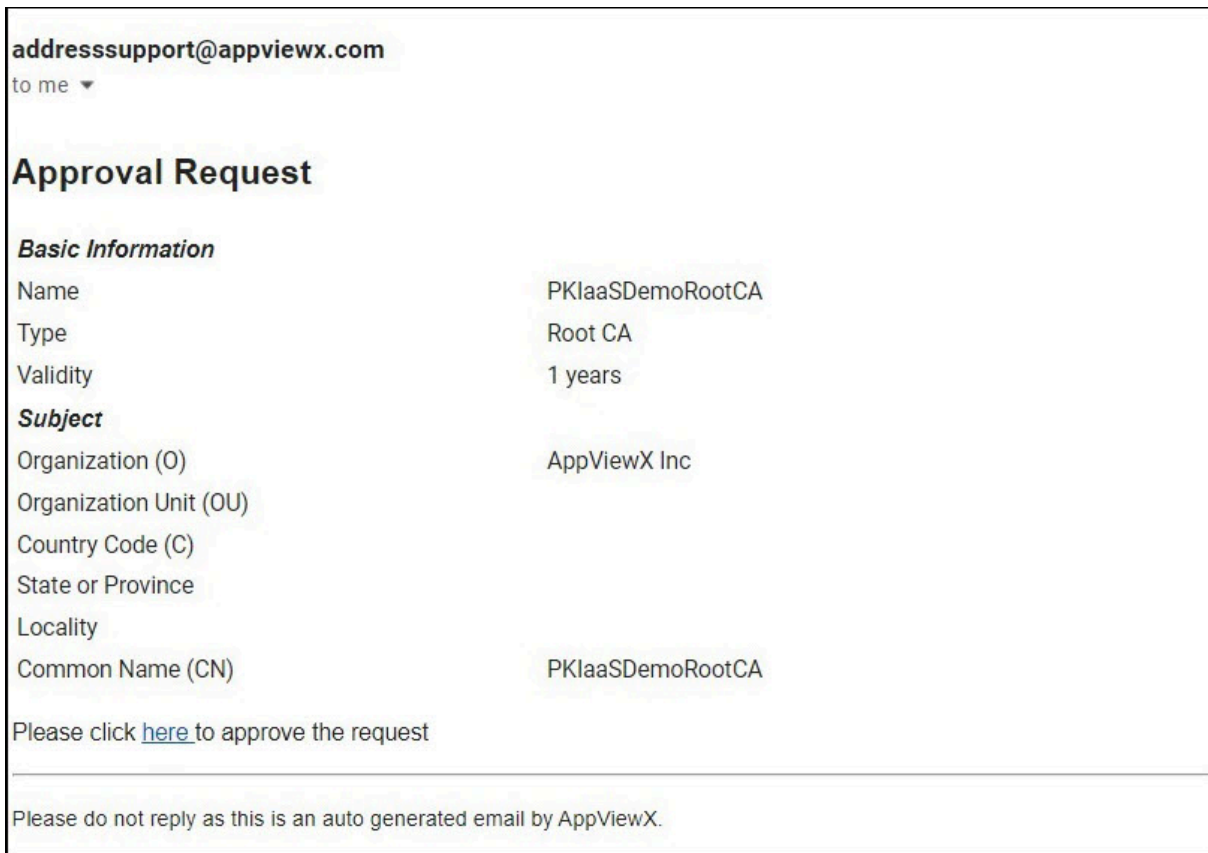 addresssupport@appviewx.com
to me
Approval Request
Basic Information
Name PKIaaSDemoRootCA
Type Root CA
Validity 1 years
Subject
Organization (O) AppViewX Inc
Organization Unit (OU)
Country Code (C)
State or Province
Locality
Common Name (CN) PKIaaSDemoRootCA
Please click here to approve the request
Please do not reply as this is an auto generated email by AppViewX.